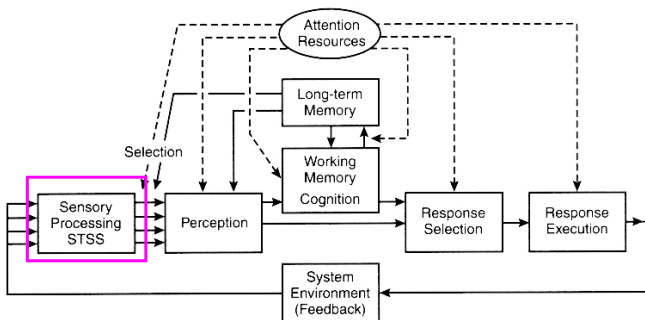 Attention
Resources
Long-term
Memory
Selection
Working
Memory
Cognition
Sensory
Processing
STSS
Perception
Response
Selection
Response
Execution
System
Environment
(Feedback)